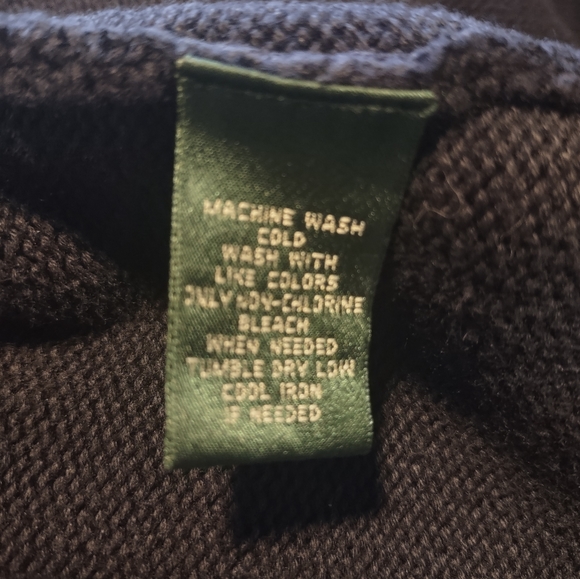 MACHINE WASH
COLD
WASH WITH
LIKE COLORS
ONLY NON-CHLORINE
BLEACH
WHEN NEEDED
TUMBLE DRY LOW
COOL IRON
IF NEEDED